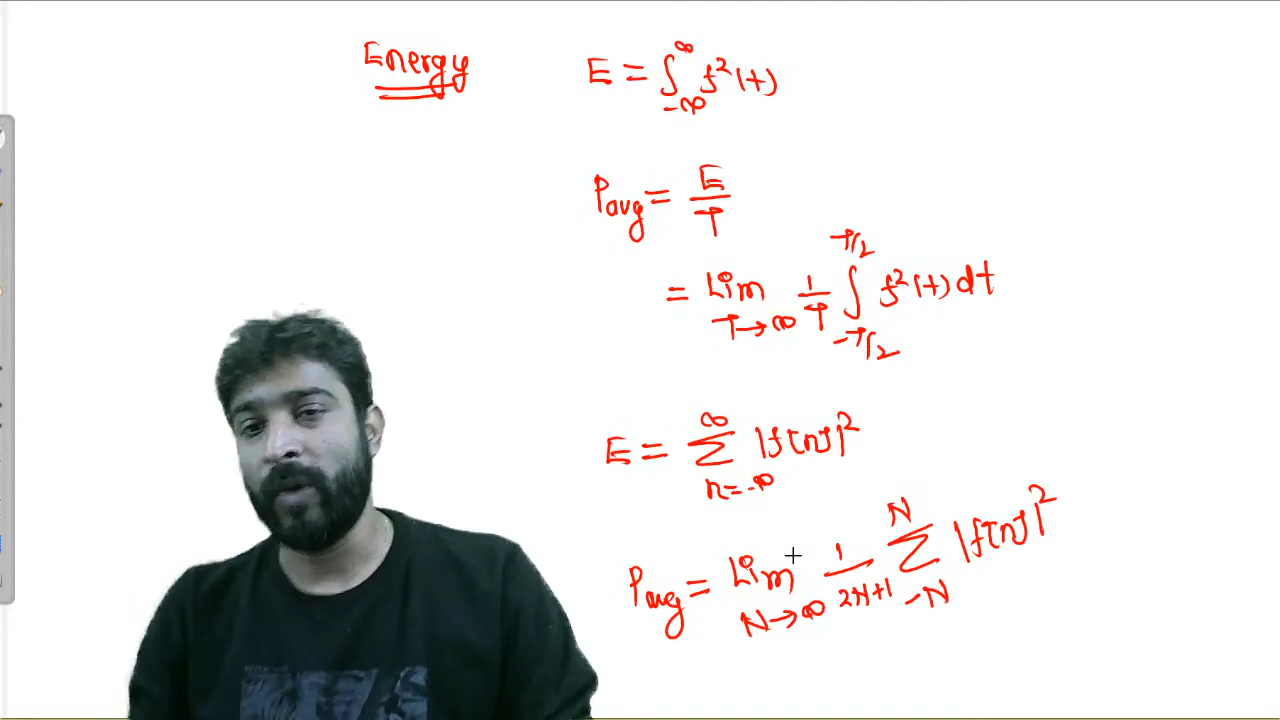 Energy E = ∫_{-∞}^{∞} f²(t)
P_avg = E/T
= Lim_{T→∞} 1/T ∫_{-T/2}^{T/2} f²(t) dt
E = Σ_{n=-∞}^{∞} |f[n]|²
P_avg = Lim_{N→∞} 1/(2N+1) Σ_{-N}^{N} |f[n]|²